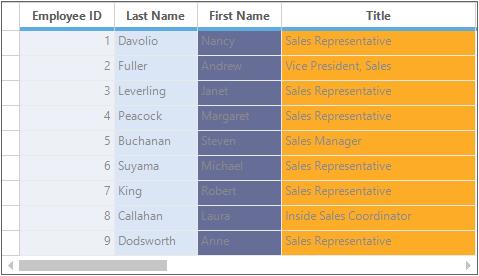 Employee ID Last Name First Name Title
1 Davolio Nancy Sales Representative
2 Fuller Andrew Vice President, Sales
3 Leverling Janet Sales Representative
4 Peacock Margaret Sales Representative
5 Buchanan Steven Sales Manager
6 Suyama Michael Sales Representative
7 King Robert Sales Representative
8 Callahan Laura Inside Sales Coordinator
9 Dodsworth Anne Sales Representative